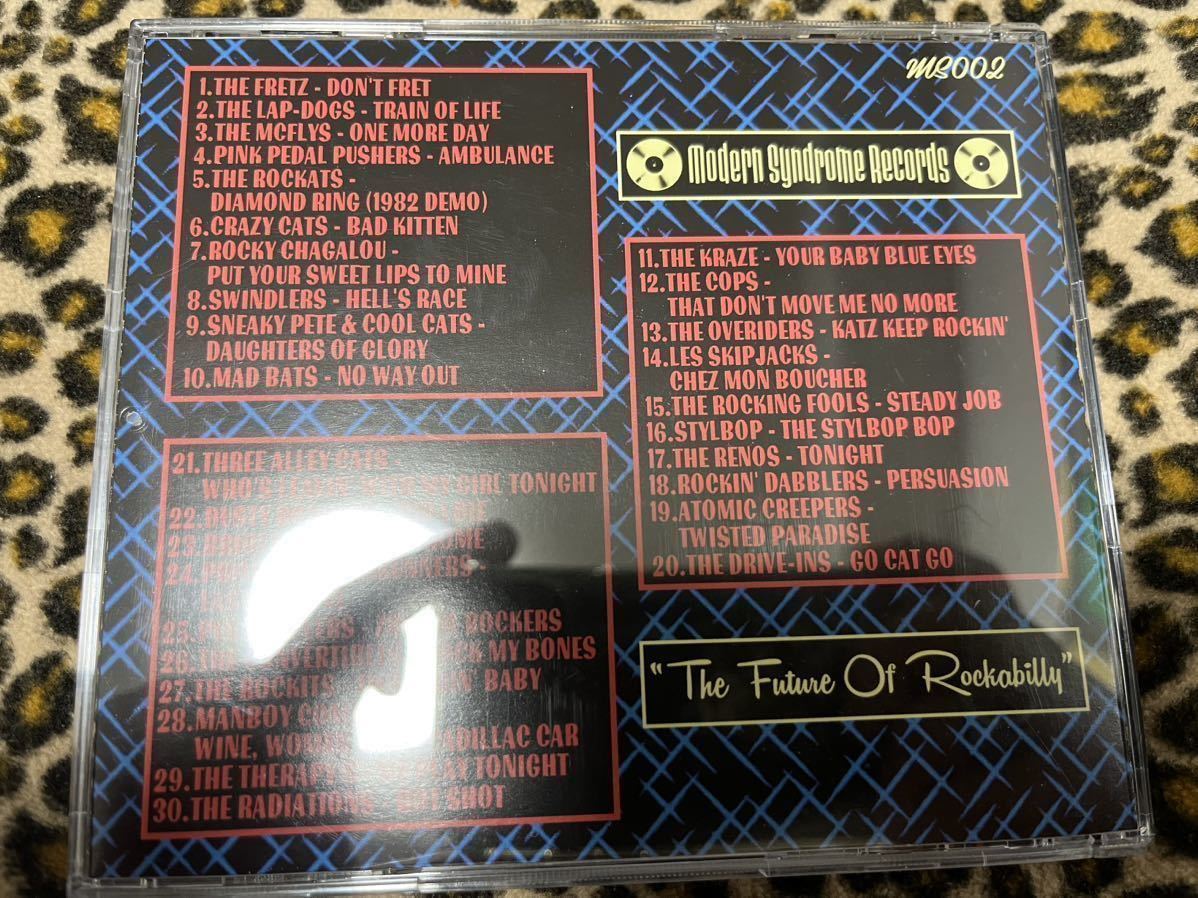 MS002
1.THE FRETZ - DON'T FRET
2.THE LAP-DOGS - TRAIN OF LIFE
3.THE MCFLYS - ONE MORE DAY
4.PINK PEDAL PUSHERS - AMBULANCE
5.THE ROCKATS -
DIAMOND RING (1982 DEMO)
6.CRAZY CATS - BAD KITTEN
7.ROCKY CHAGALOU -
PUT YOUR SWEET LIPS TO MINE
8.SWINDLERS - HELL'S RACE
9.SNEAKY PETE & COOL CATS -
DAUGHTERS OF GLORY
10.MAD BATS - NO WAY OUT
Modern Syndrome Records
11.THE KRAZE - YOUR BABY BLUE EYES
12.THE COPS -
THAT DON'T MOVE ME NO MORE
13.THE OVERIDERS - KATZ KEEP ROCKIN'
14.LES SKIPJACKS -
CHEZ MON BOUCHER
15.THE ROCKING FOOLS - STEADY JOB
16.STYLBOP - THE STYLBOP BOP
17.THE RENOS - TONIGHT
18.ROCKIN' DABBLERS - PERSUASION
19.ATOMIC CREEPERS -
TWISTED PARADISE
20.THE DRIVE-INS - GO CAT GO
21.THREE ALLEY CATS -
WHO'S GIRL TONIGHT
22.
23.
24.
25. ROCKERS
26. MY BONES
27.THE ROCKITS BABY
28.MANBOY
WINE, CADILLAC CAR
29.THE THERAPY TONIGHT
30.THE RADIATIONS - HOT SHOT
"The Future Of Rockabilly"